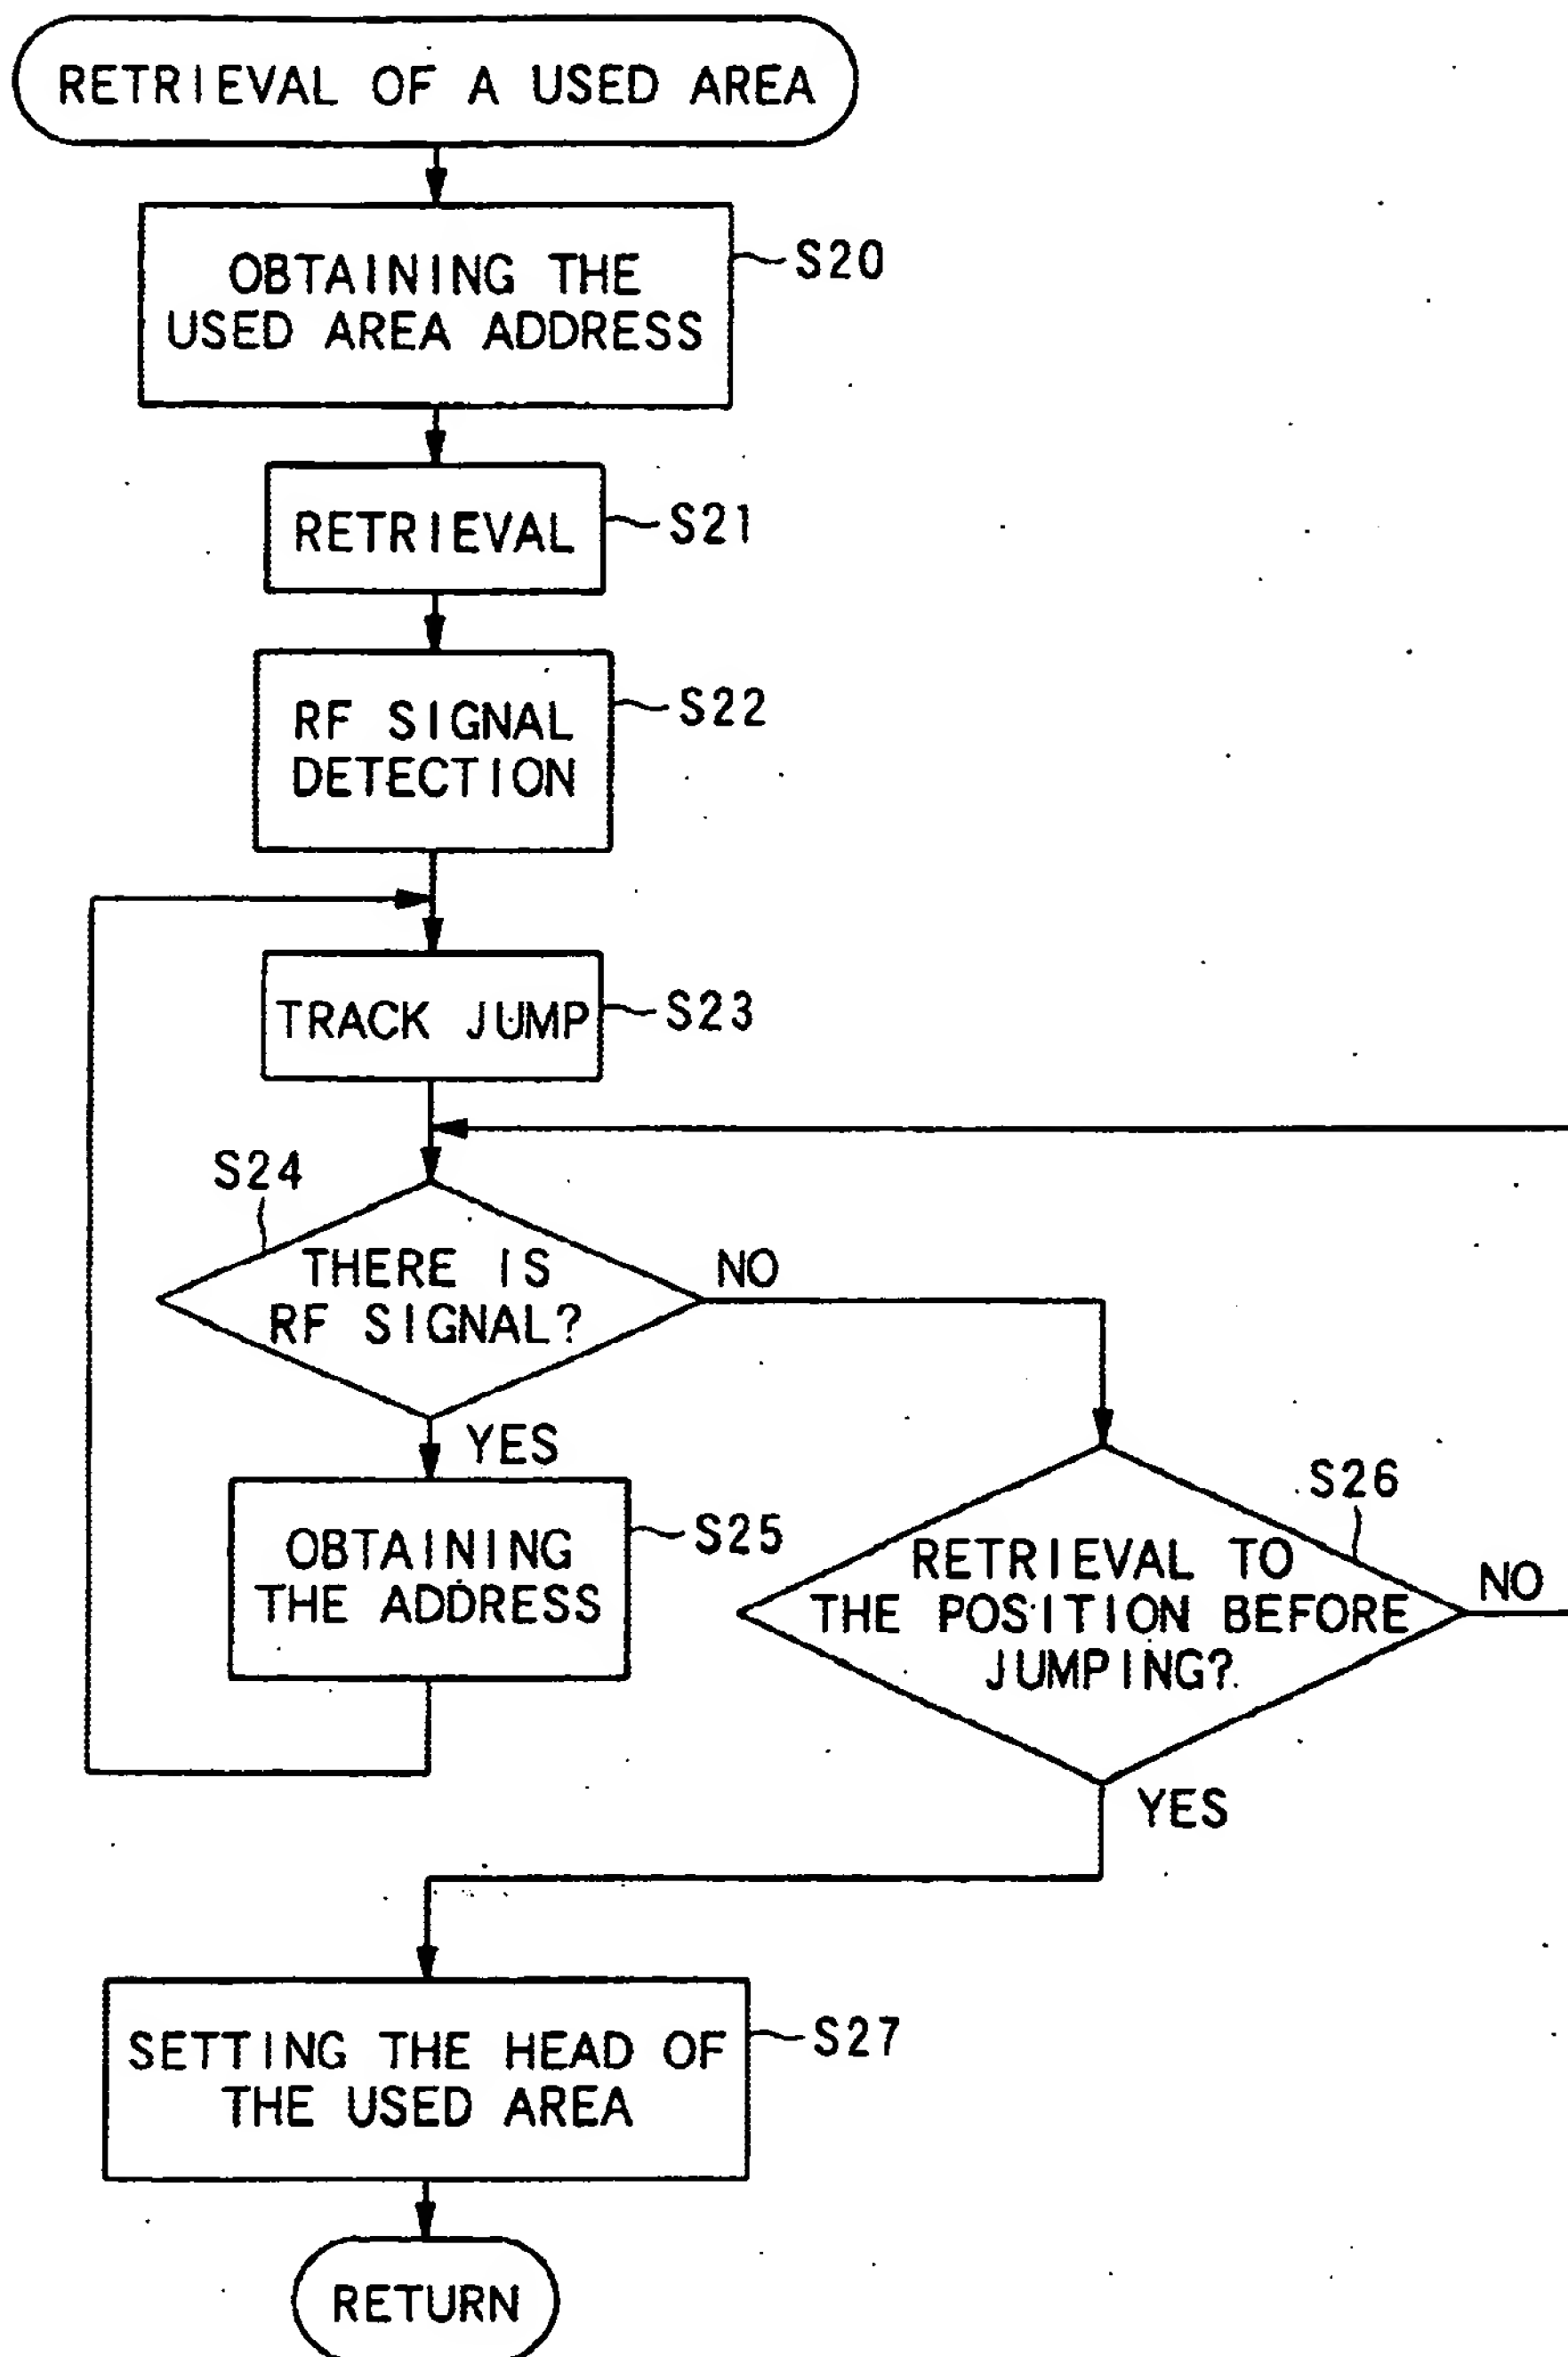 RETRIEVAL OF A USED AREA
OBTAINING THE
USED AREA ADDRESS
S20
RETRIEVAL
S21
RF SIGNAL
DETECTION
S22
TRACK JUMP
S23
S24
THERE IS
RF SIGNAL?
NO
YES
OBTAINING
THE ADDRESS
S25
S26
RETRIEVAL TO
THE POSITION BEFORE
JUMPING?
NO
YES
SETTING THE HEAD OF
THE USED AREA
S27
RETURN